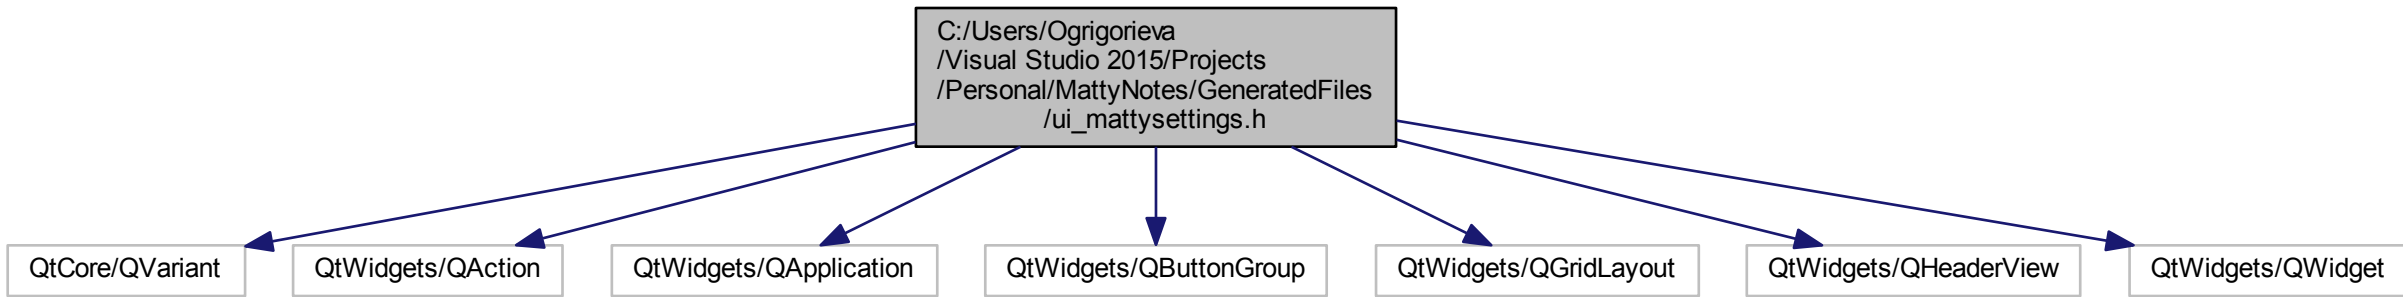 C:/Users/Ogrigorieva
/Visual Studio 2015/Projects
/Personal/MattyNotes/GeneratedFiles
/ui_mattysettings.h
QtCore/QVariant
QtWidgets/QAction
QtWidgets/QApplication
QtWidgets/QButtonGroup
QtWidgets/QGridLayout
QtWidgets/QHeaderView
QtWidgets/QWidget